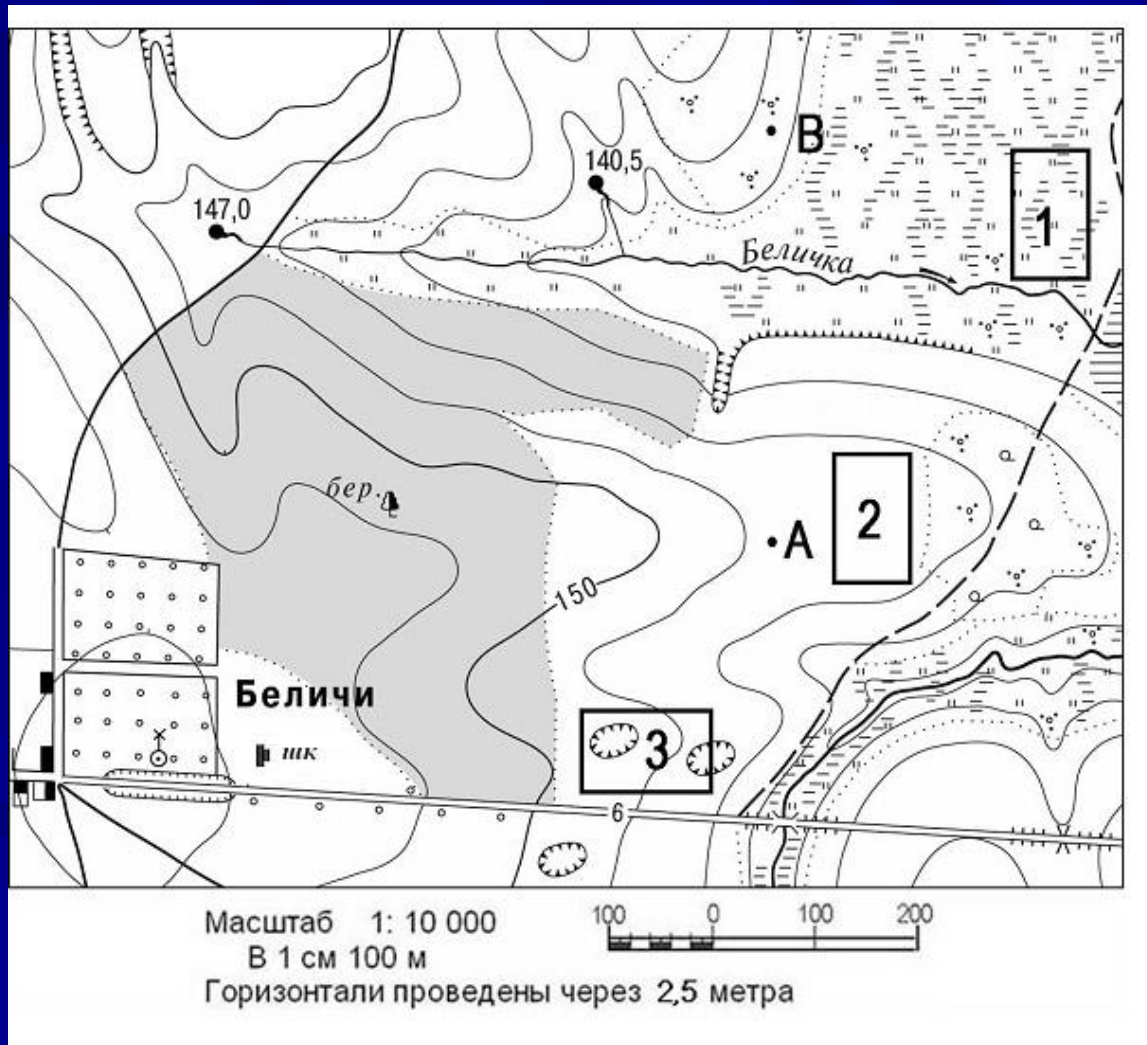 В
140,5
147,0
1
Беличка
бер.
2
А
150
Беличи
шк
3
6
Масштаб 1: 10 000
В 1 см 100 м
Горизонтали проведены через 2,5 метра
100 0 100 200